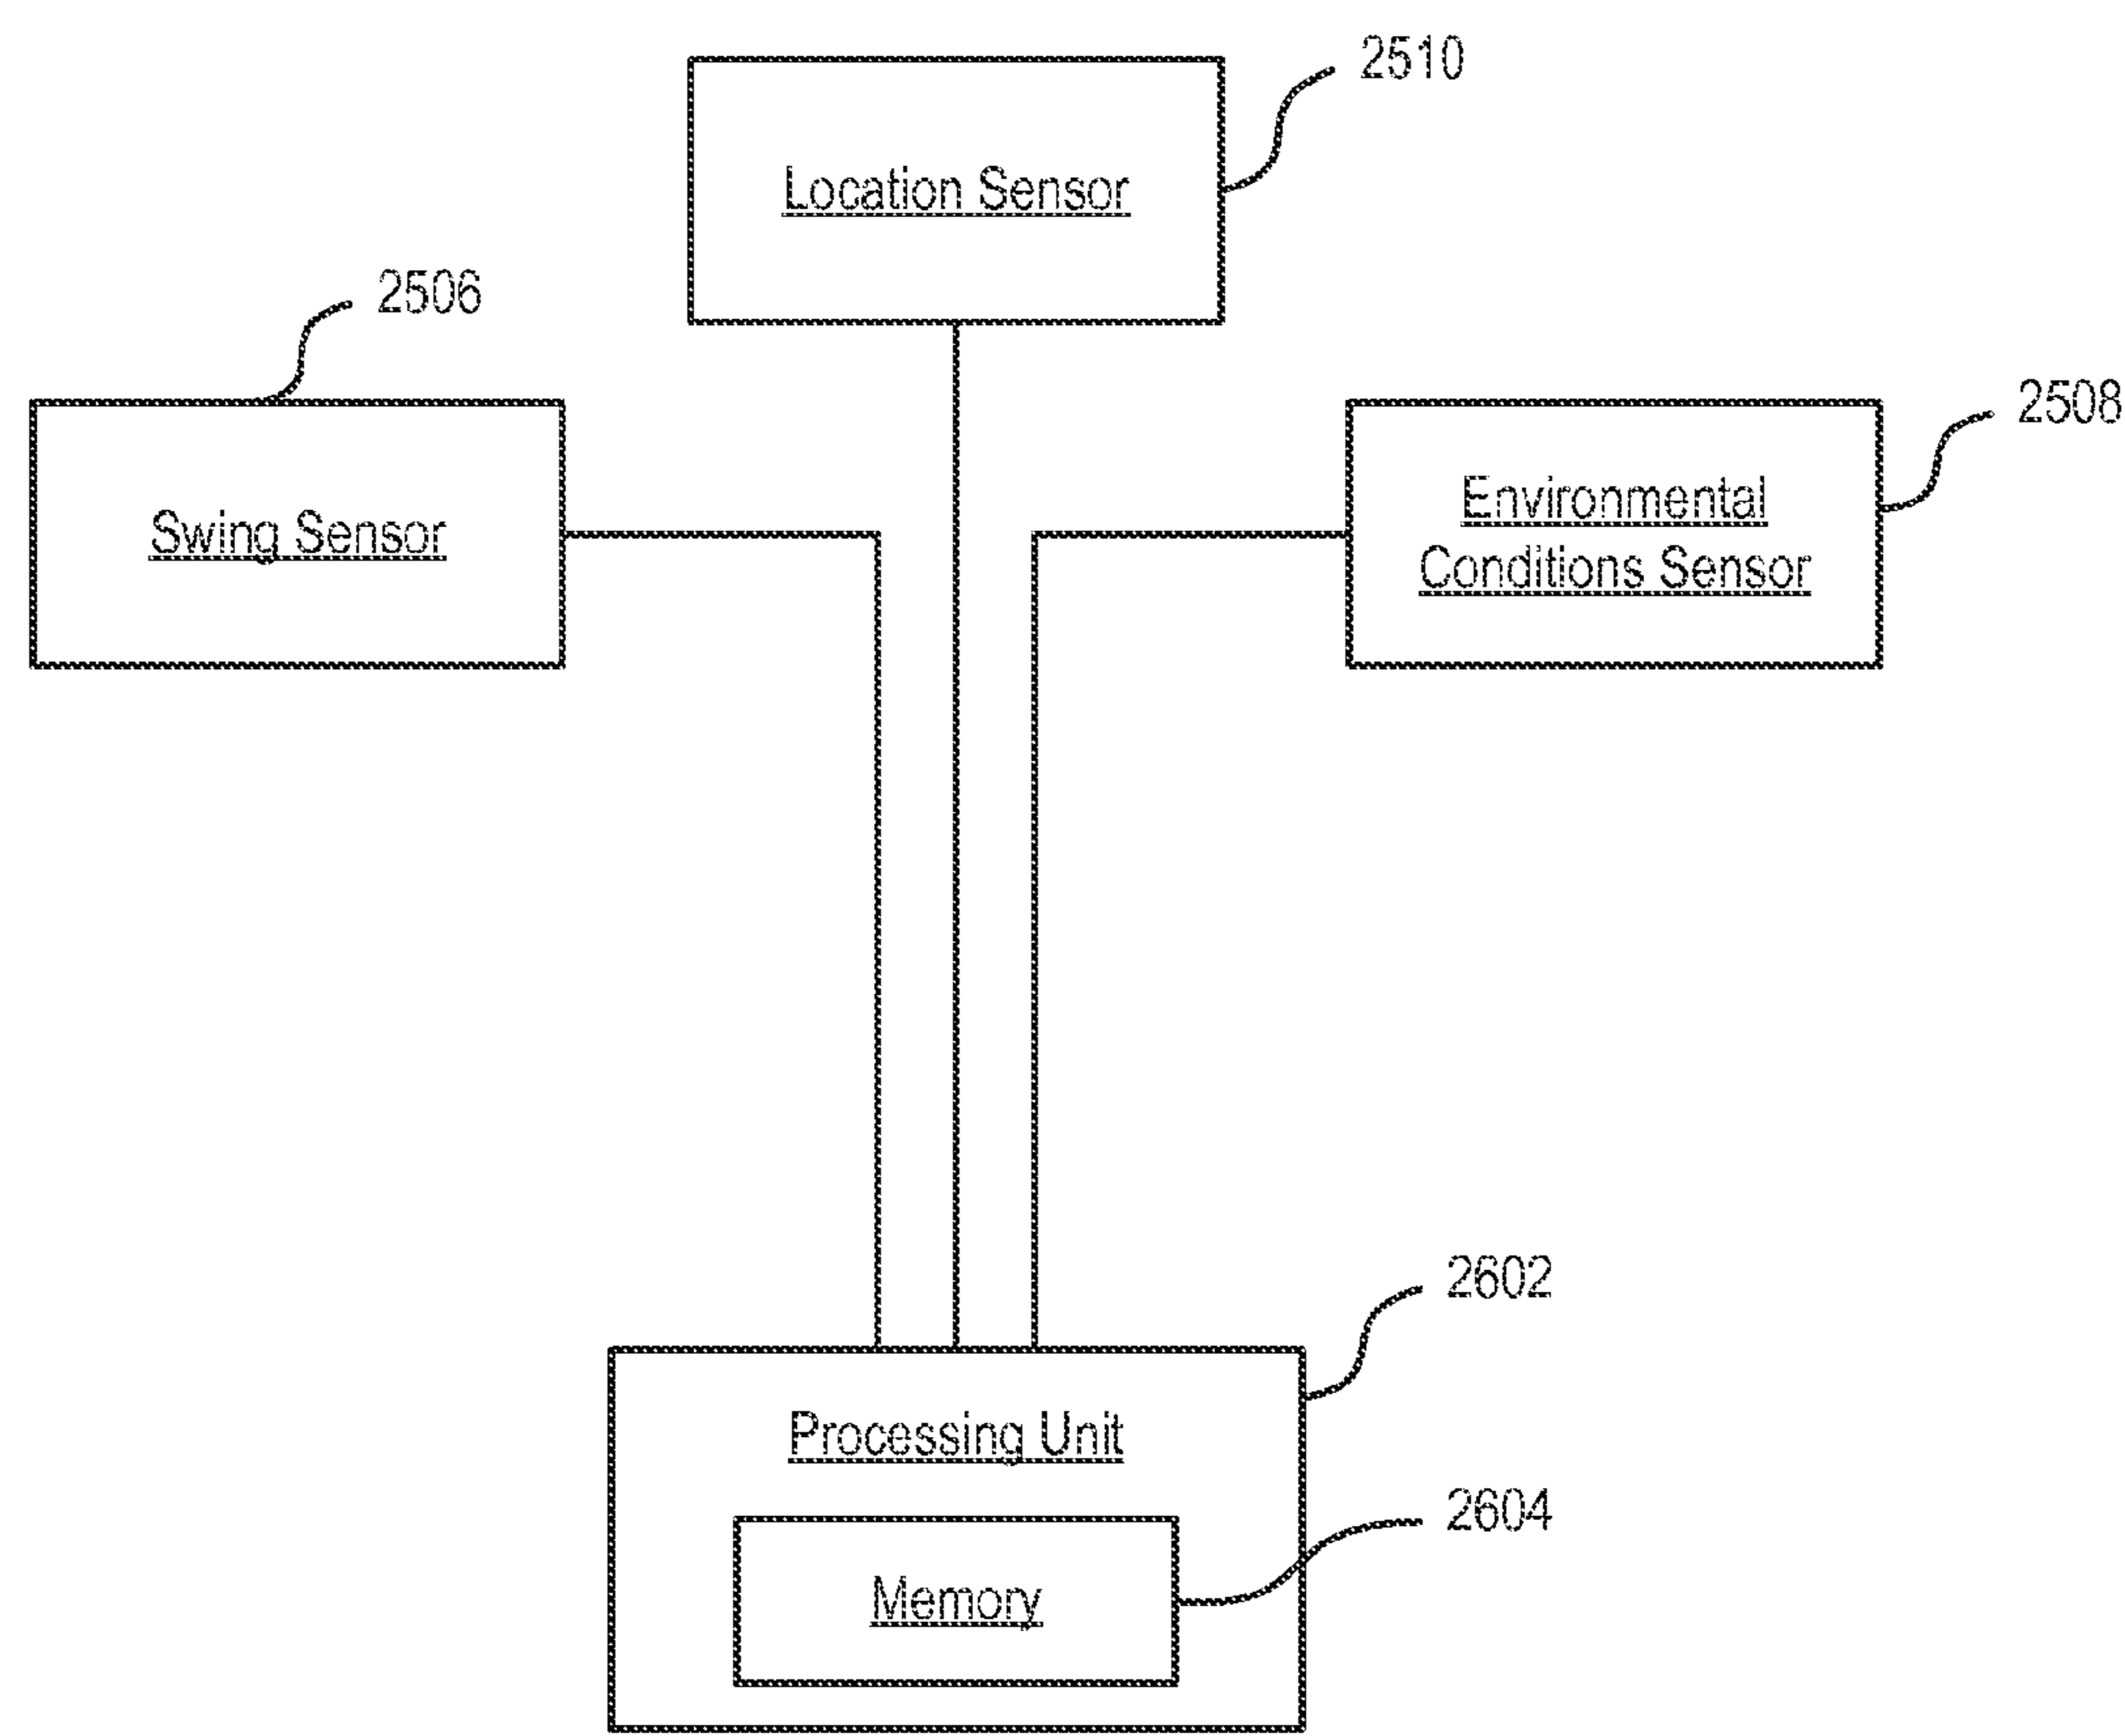 2510
Location Sensor
2506
2508
Swing Sensor
Environmental
Conditions Sensor
2602
Processing Unit
2604
Memory